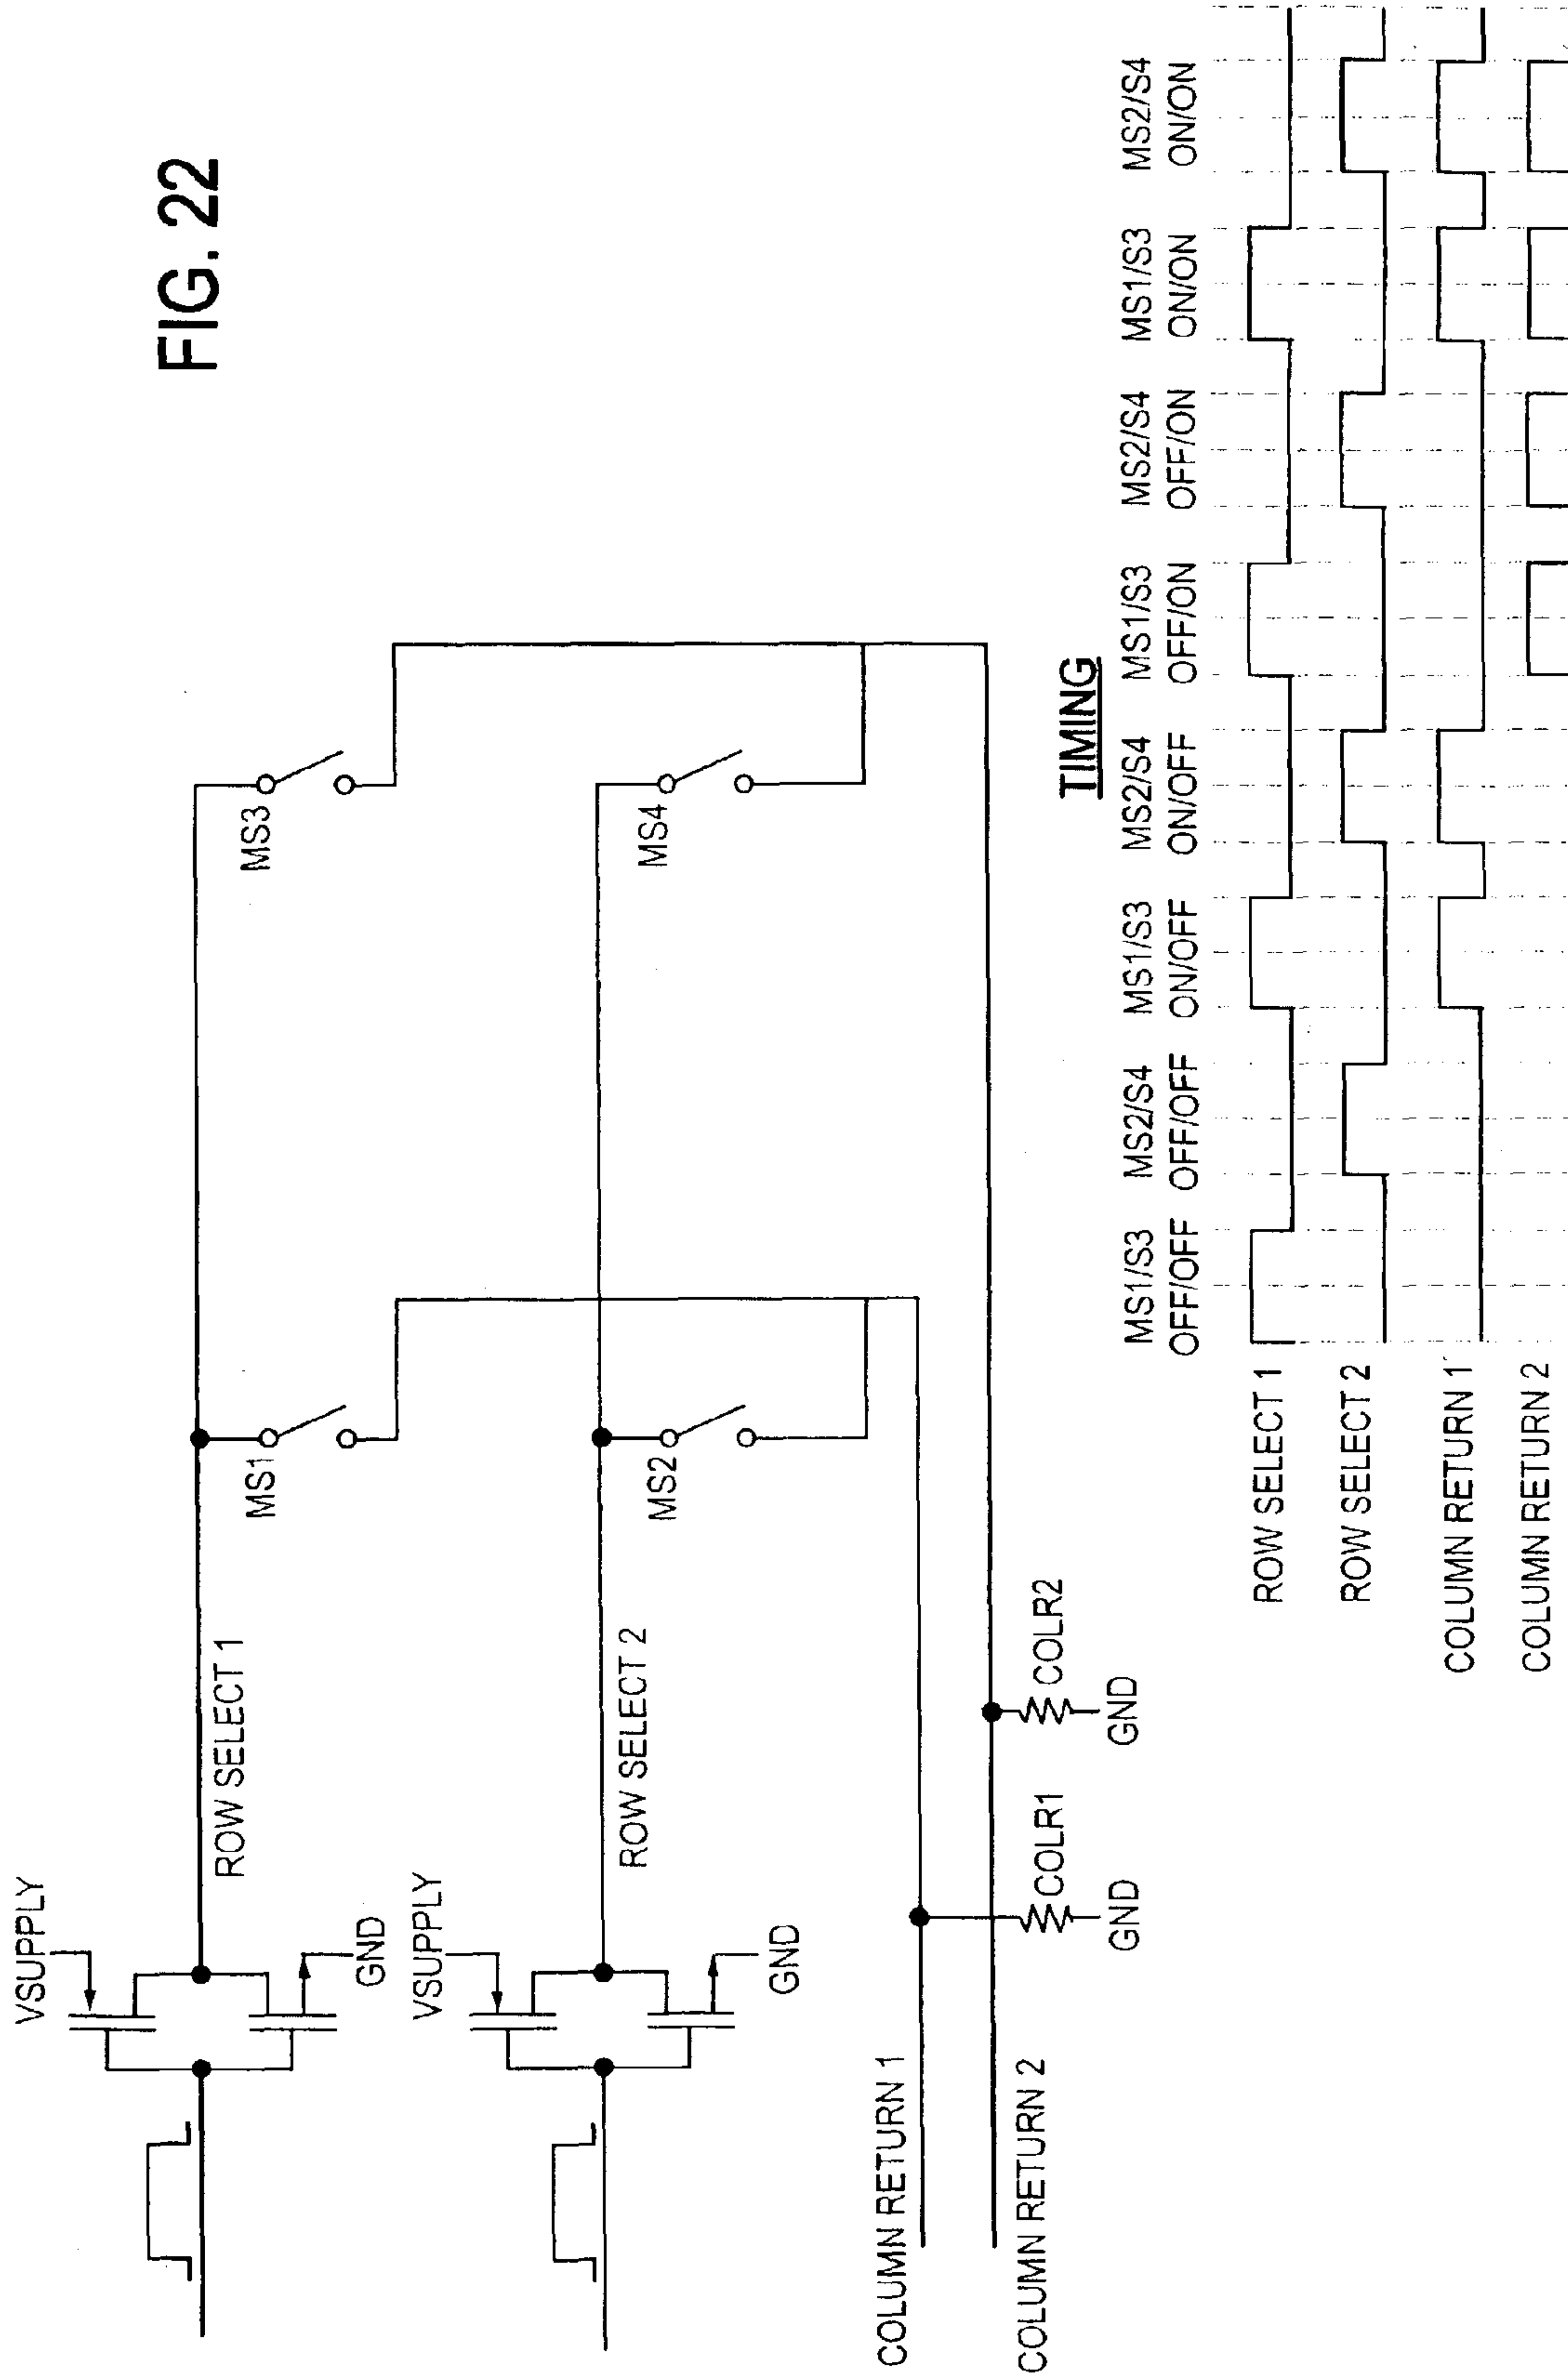 FIG. 22
VSUPPLY
ROW SELECT 1
GND
MS1
MS3
VSUPPLY
ROW SELECT 2
GND
MS2
MS4
COLUMN RETURN 1
COLUMN RETURN 2
COLR1
GND
COLR2
GND
TIMING
MS1/S3 MS2/S4 MS1/S3 MS2/S4 MS1/S3 MS2/S4 MS1/S3 MS2/S4
OFF/OFF OFF/OFF ON/OFF ON/OFF OFF/ON OFF/ON ON/ON ON/ON
ROW SELECT 1
ROW SELECT 2
COLUMN RETURN 1
COLUMN RETURN 2